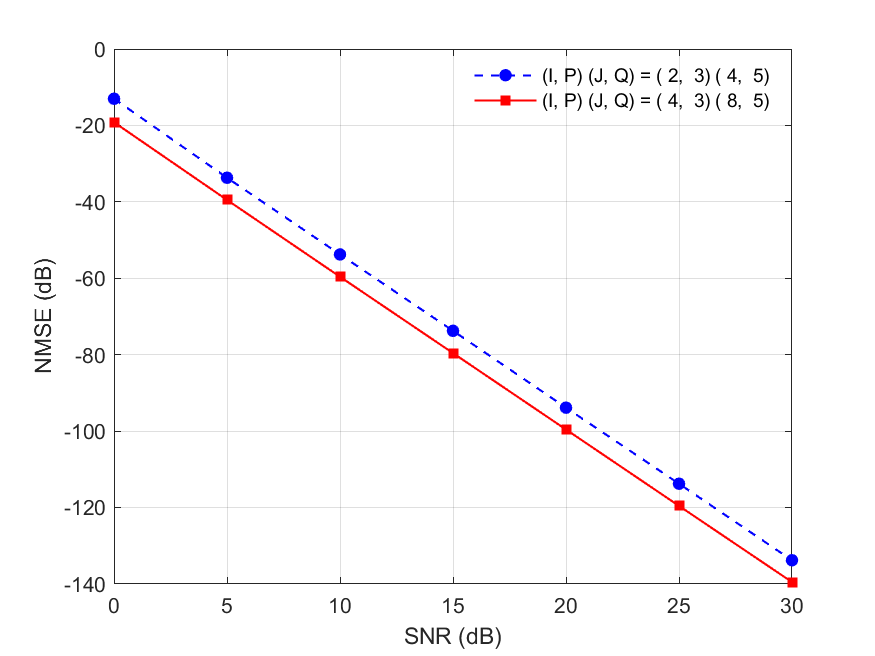 0
-20
-40
-60
-80
-100
-120
-140
NMSE (dB)
(I, P) (J, Q) = ( 2, 3) ( 4, 5)
(I, P) (J, Q) = ( 4, 3) ( 8, 5)
0 5 10 15 20 25 30
SNR (dB)